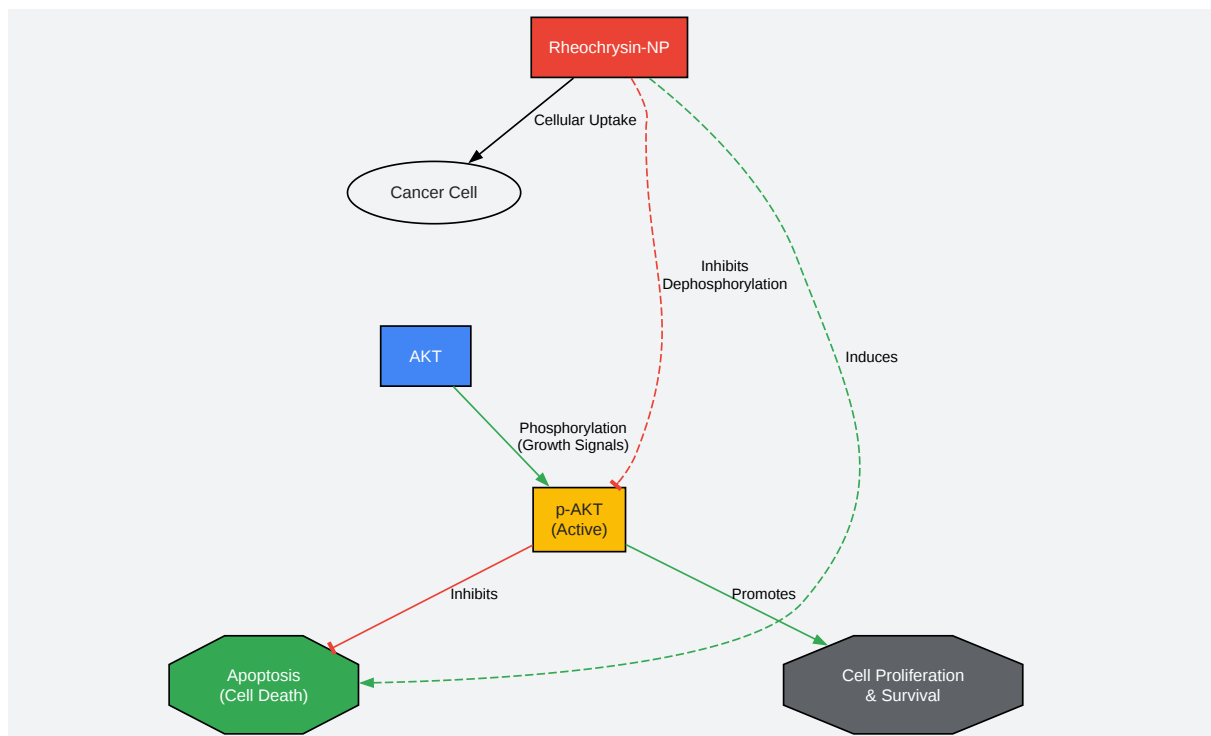 Rheochrysin-NP
Cellular Uptake
Cancer Cell
Inhibits
Dephosphorylation
AKT
Induces
Phosphorylation
(Growth Signals)
p-AKT
(Active)
Inhibits
Promotes
Apoptosis
(Cell Death)
Cell Proliferation
& Survival